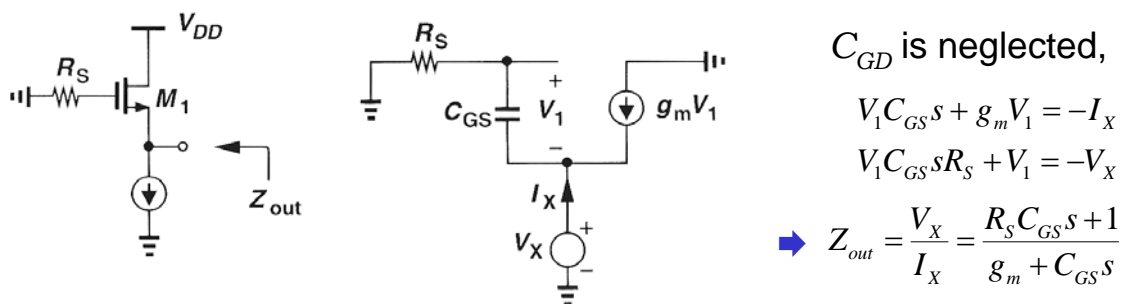 V_DD
R_S
M_1
Z_out
R_S
C_GS
+
V_1
−
g_mV_1
I_X
V_X
+
−
C_GD is neglected,
V_1C_GS s + g_mV_1 = −I_X
V_1C_GS sR_S + V_1 = −V_X
Z_out = V_X / I_X = (R_SC_GS s + 1) / (g_m + C_GS s)